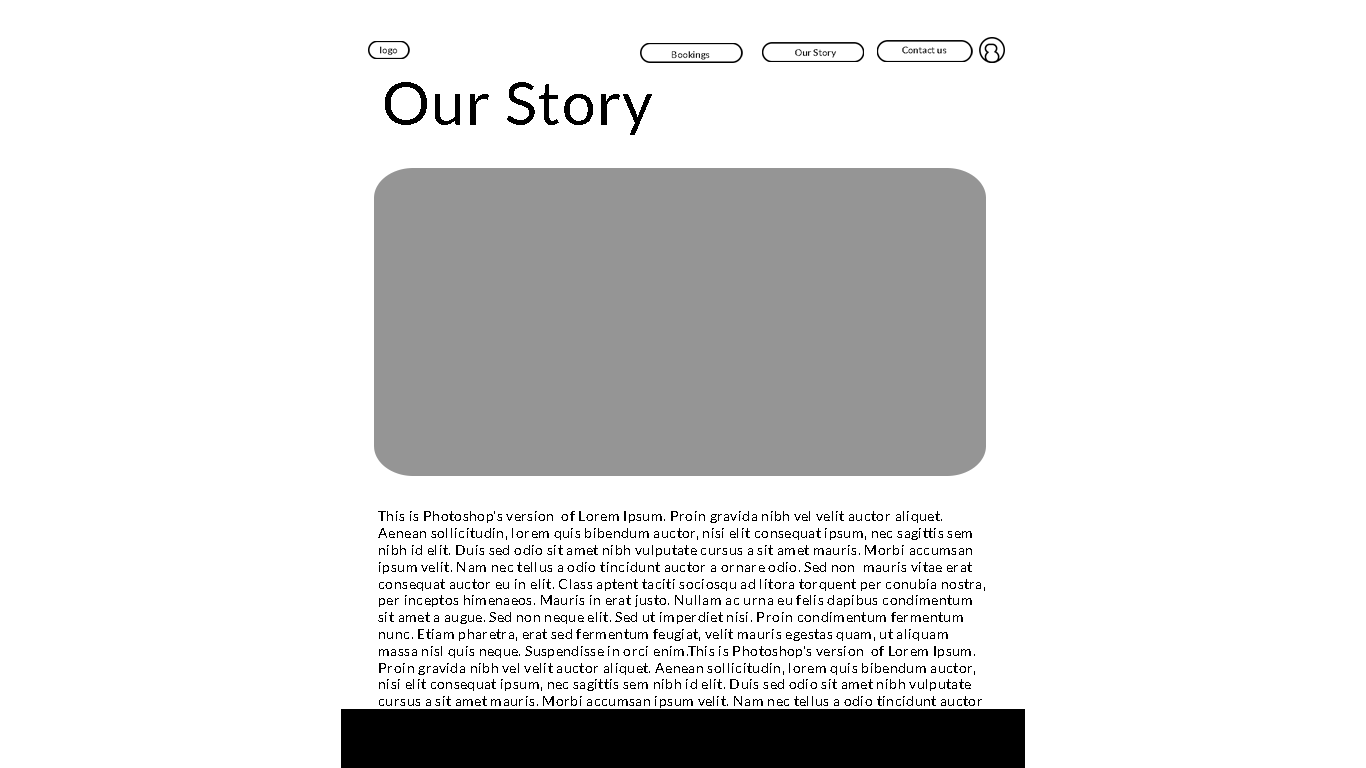 logo
Bookings
Our Story
Contact us
Our Story
This is Photoshop's version  of Lorem Ipsum. Proin gravida nibh vel velit auctor aliquet.
Aenean sollicitudin, lorem quis bibendum auctor, nisi elit consequat ipsum, nec sagittis sem
nibh id elit. Duis sed odio sit amet nibh vulputate cursus a sit amet mauris. Morbi accumsan
ipsum velit. Nam nec tellus a odio tincidunt auctor a ornare odio. Sed non  mauris vitae erat
consequat auctor eu in elit. Class aptent taciti sociosqu ad litora torquent per conubia nostra,
per inceptos himenaeos. Mauris in erat justo. Nullam ac urna eu felis dapibus condimentum
sit amet a augue. Sed non neque elit. Sed ut imperdiet nisi. Proin condimentum fermentum
nunc. Etiam pharetra, erat sed fermentum feugiat, velit mauris egestas quam, ut aliquam
massa nisl quis neque. Suspendisse in orci enim.This is Photoshop's version  of Lorem Ipsum.
Proin gravida nibh vel velit auctor aliquet. Aenean sollicitudin, lorem quis bibendum auctor,
nisi elit consequat ipsum, nec sagittis sem nibh id elit. Duis sed odio sit amet nibh vulputate
cursus a sit amet mauris. Morbi accumsan ipsum velit. Nam nec tellus a odio tincidunt auctor